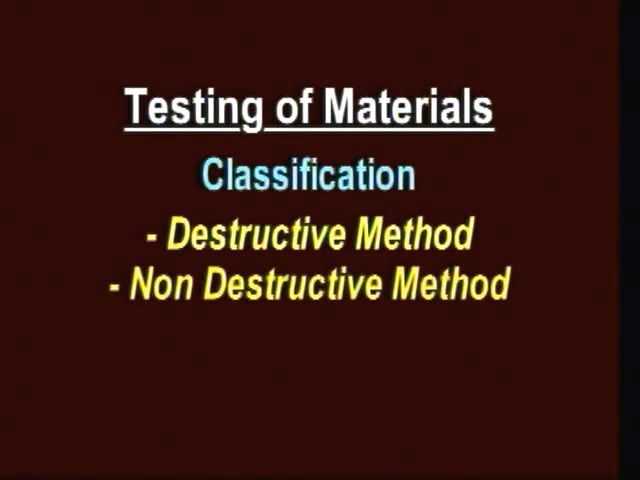 Testing of Materials
Classification
- Destructive Method
- Non Destructive Method